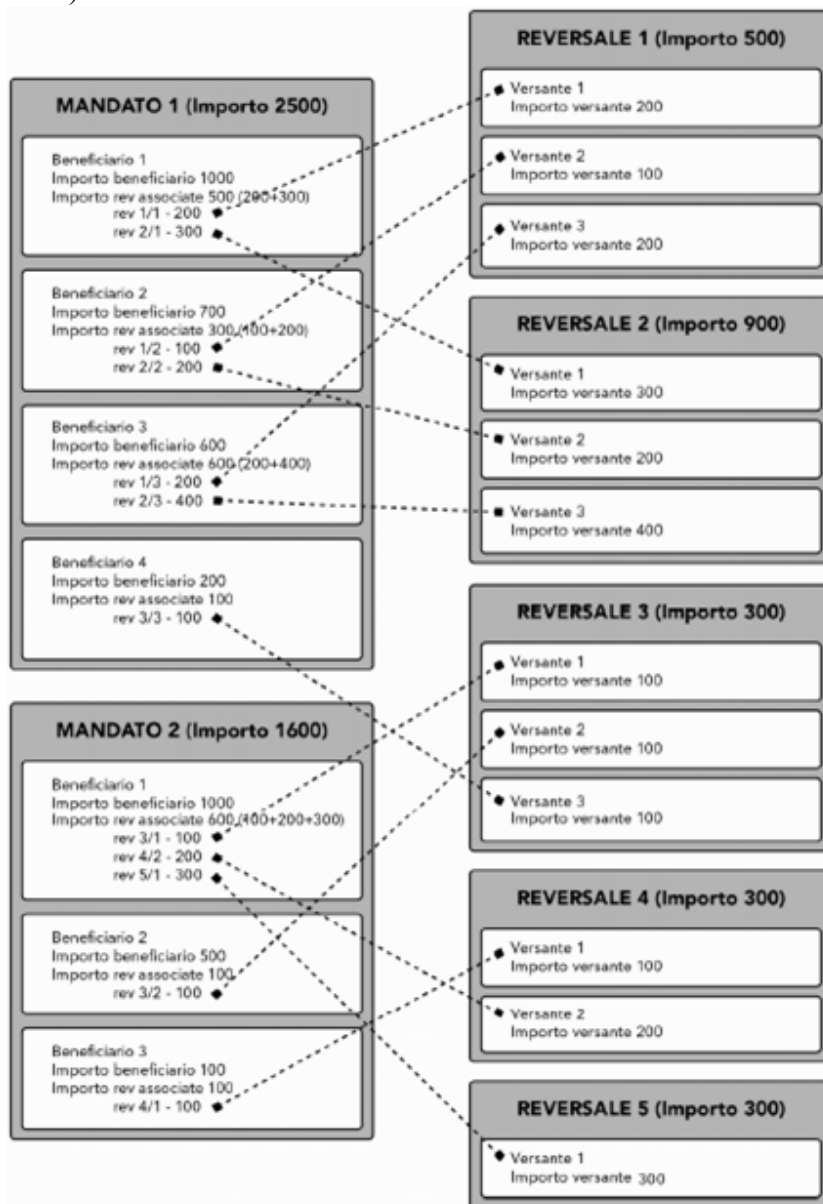 MANDATO 1 (Importo 2500)
Beneficiario 1
Importo beneficiario 1000
Importo rev associate 500 (200+300)
rev 1/1 - 200
rev 2/1 - 300
Beneficiario 2
Importo beneficiario 700
Importo rev associate 300 (100+200)
rev 1/2 - 100
rev 2/2 - 200
Beneficiario 3
Importo beneficiario 600
Importo rev associate 600 (200+400)
rev 1/3 - 200
rev 2/3 - 400
Beneficiario 4
Importo beneficiario 200
Importo rev associate 100
rev 3/3 - 100
MANDATO 2 (Importo 1600)
Beneficiario 1
Importo beneficiario 1000
Importo rev associate 600 (100+200+300)
rev 3/1 - 100
rev 4/2 - 200
rev 5/1 - 300
Beneficiario 2
Importo beneficiario 500
Importo rev associate 100
rev 3/2 - 100
Beneficiario 3
Importo beneficiario 100
Importo rev associate 100
rev 4/1 - 100
REVERSALE 1 (Importo 500)
Versante 1
Importo versante 200
Versante 2
Importo versante 100
Versante 3
Importo versante 200
REVERSALE 2 (Importo 900)
Versante 1
Importo versante 300
Versante 2
Importo versante 200
Versante 3
Importo versante 400
REVERSALE 3 (Importo 300)
Versante 1
Importo versante 100
Versante 2
Importo versante 100
Versante 3
Importo versante 100
REVERSALE 4 (Importo 300)
Versante 1
Importo versante 100
Versante 2
Importo versante 200
REVERSALE 5 (Importo 300)
Versante 1
Importo versante 300